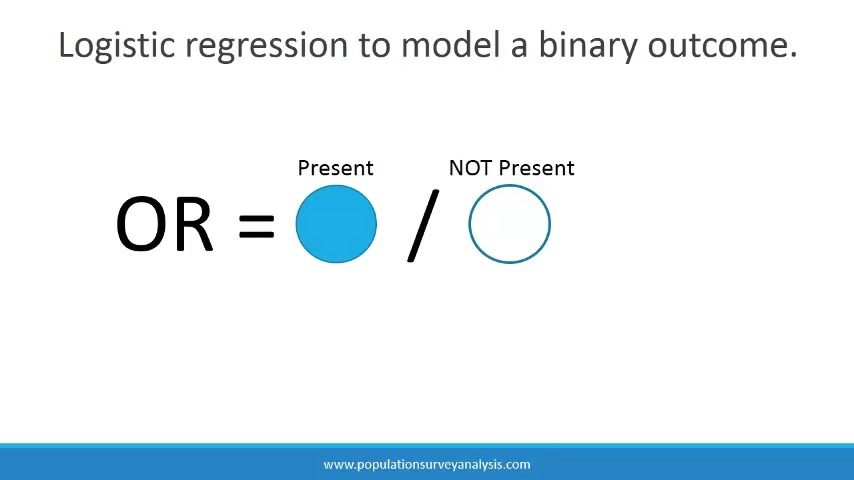 Logistic regression to model a binary outcome.
Present
NOT Present
OR = /
www.populationsurveyanalysis.com